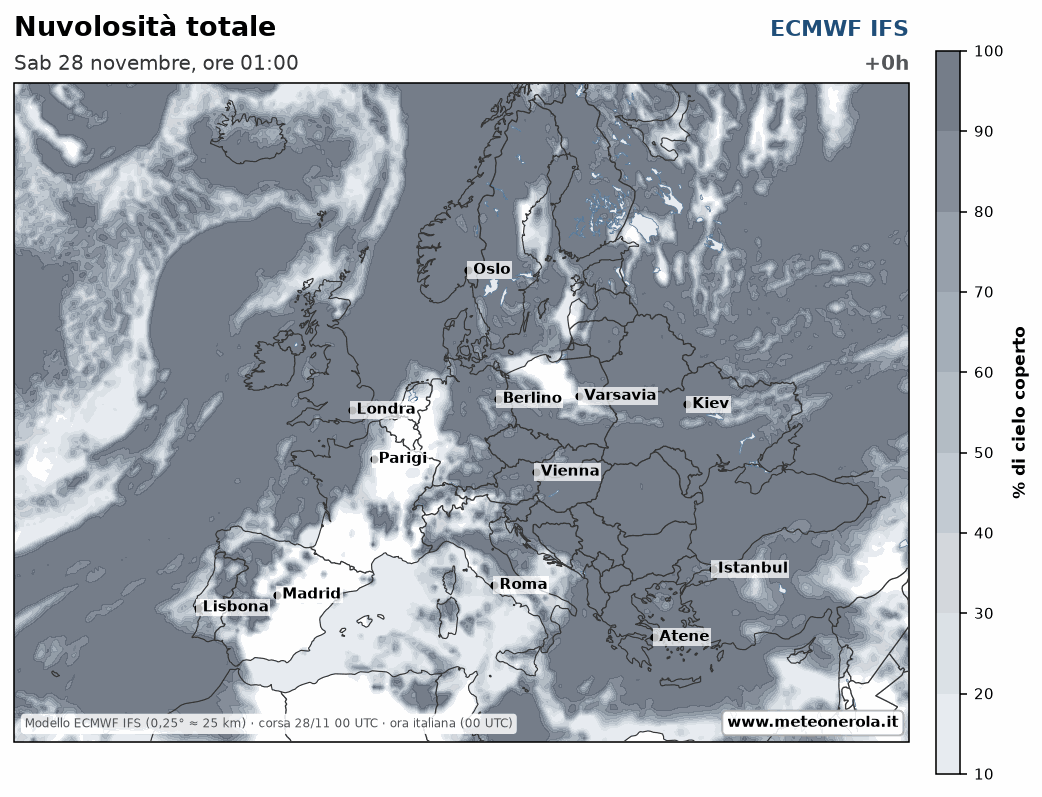 Nuvolosità totale
ECMWF IFS
Sab 28 novembre, ore 01:00
+0h
100
90
80
70
60
50
40
30
20
10
% di cielo coperto
Oslo
Londra
Berlino
Varsavia
Kiev
Parigi
Vienna
Istanbul
Roma
Madrid
Lisbona
Atene
Modello ECMWF IFS (0,25° ≈ 25 km) · corsa 28/11 00 UTC · ora italiana (00 UTC)
www.meteonerola.it